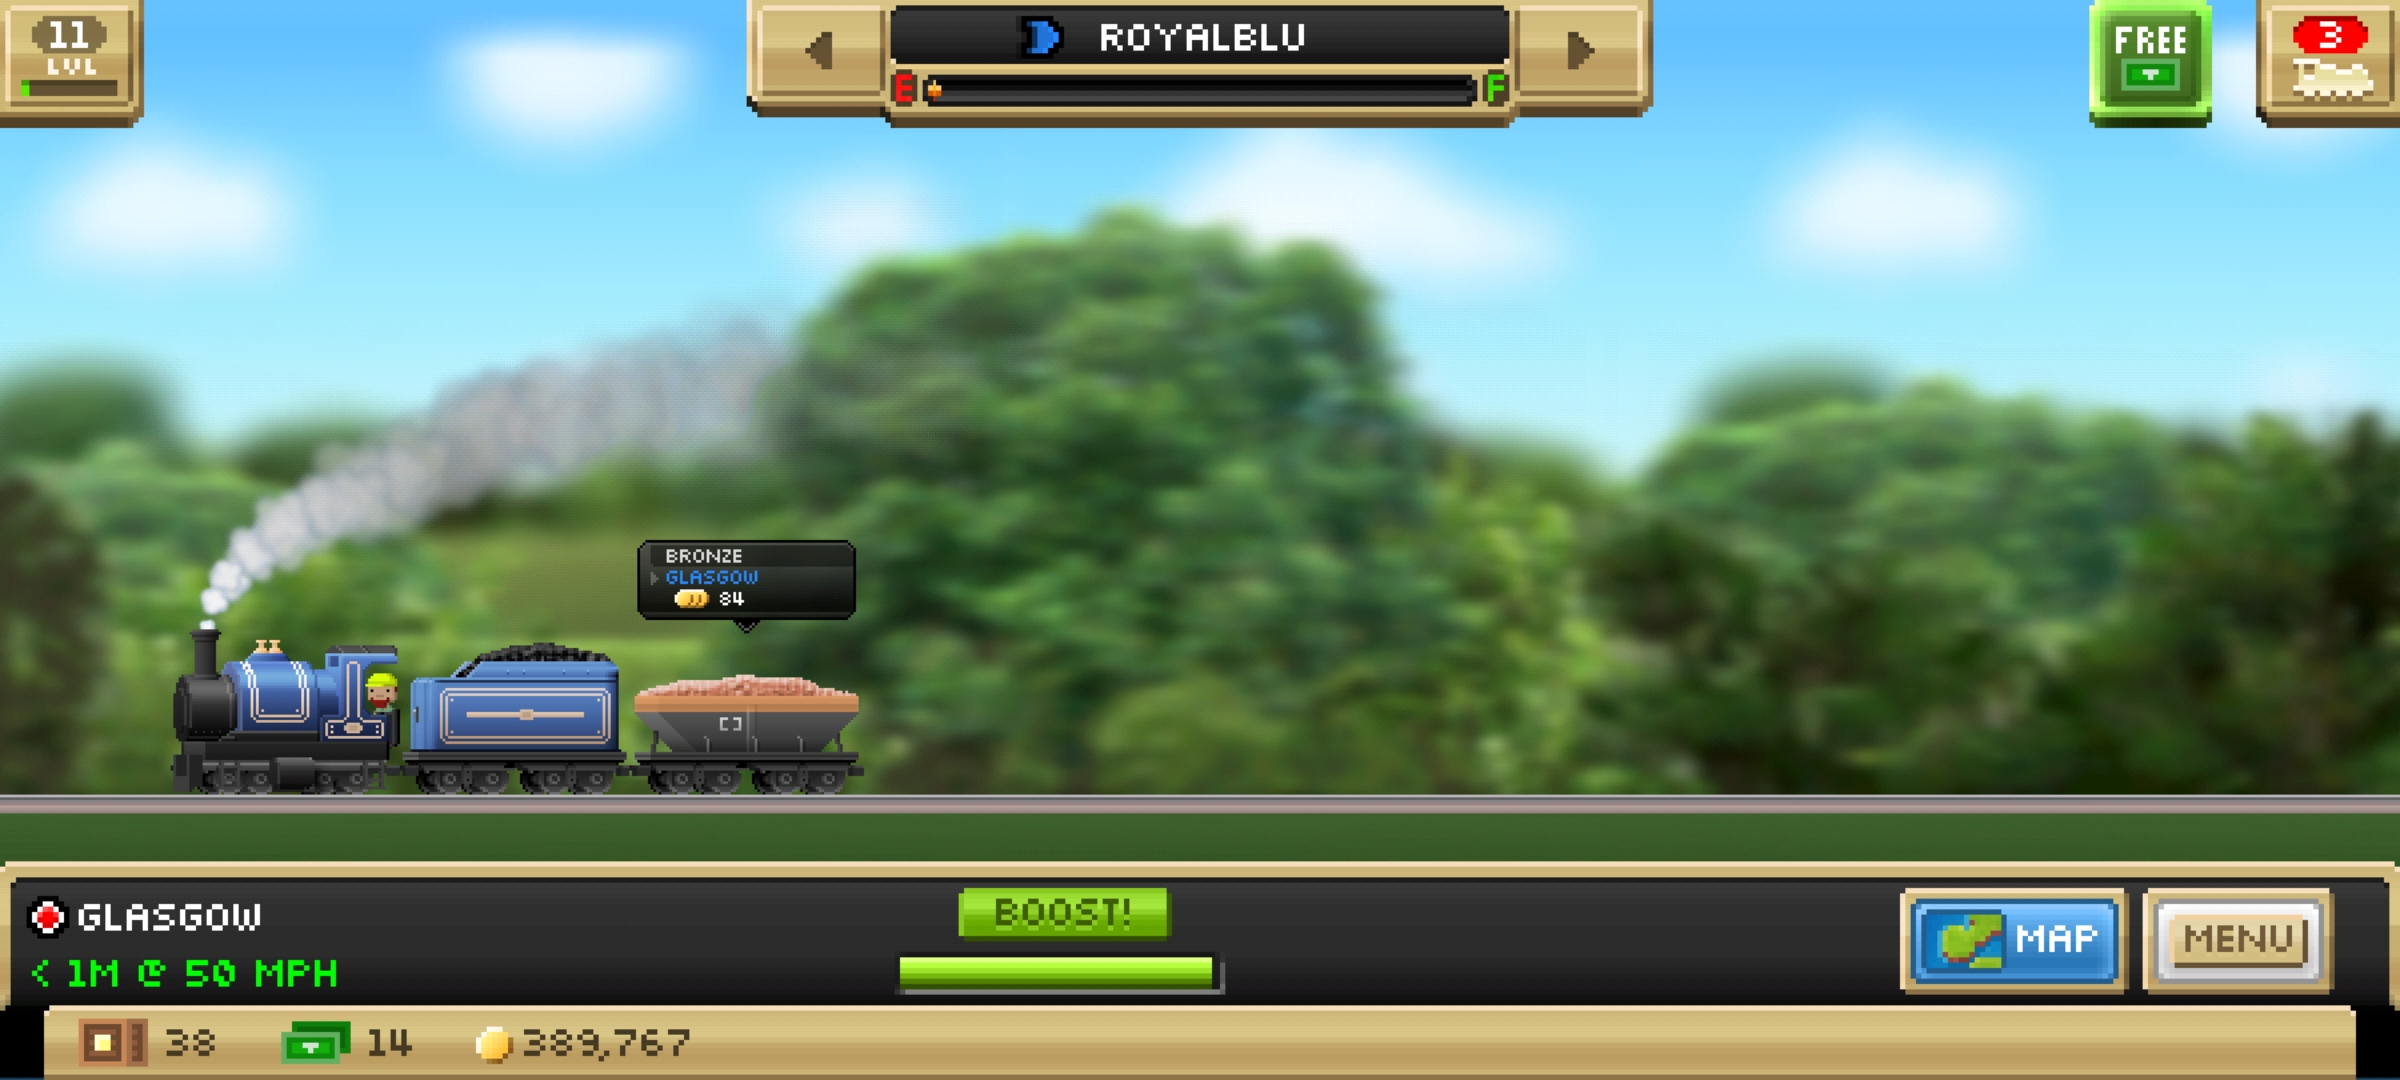 11
LVL
ROYALBLU
E F
FREE
3
BRONZE
GLASGOW
84
GLASGOW
< 1M @ 50 MPH
BOOST!
MAP
MENU
38
14
389,767